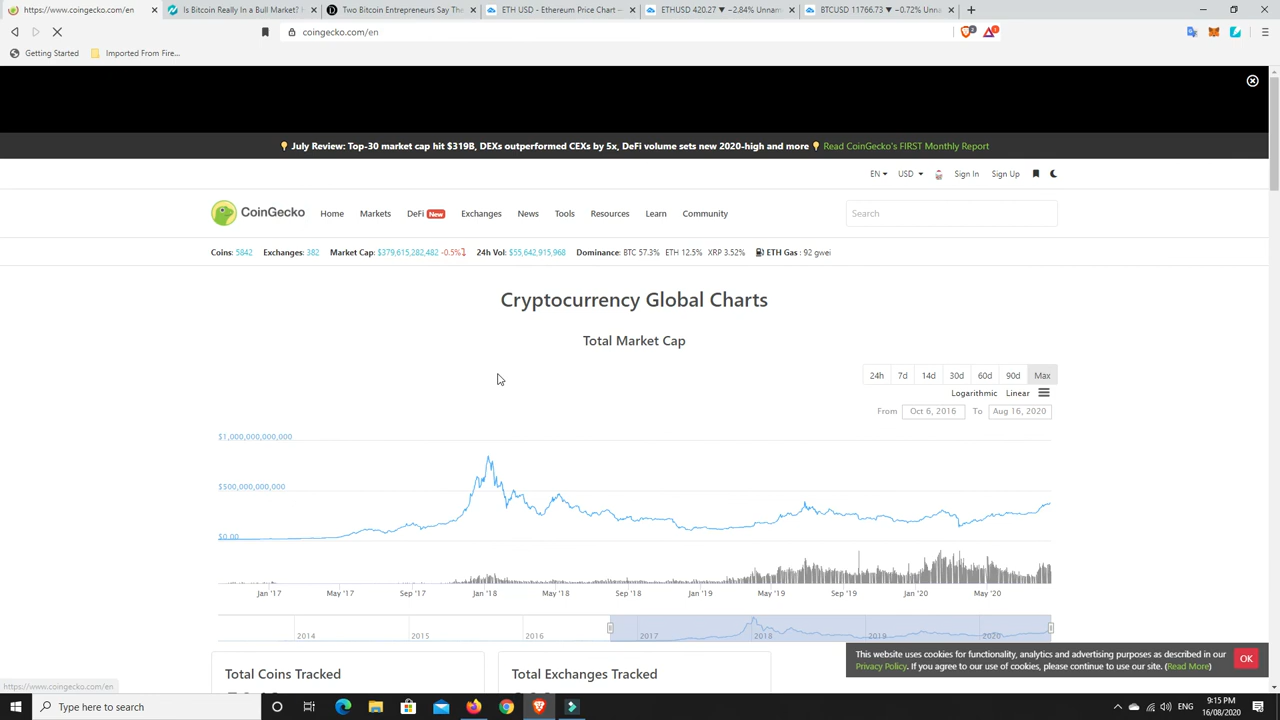 https://www.coingecko.com/en
Is Bitcoin Really In a Bull Market?
Two Bitcoin Entrepreneurs Say The
ETH USD - Ethereum Price Chart —
ETHUSD 420.27 ▼ −2.84% Unnam
BTCUSD 11766.73 ▼ −0.72% Unna
coingecko.com/en
Getting Started
Imported From Fire...
July Review: Top-30 market cap hit $319B, DEXs outperformed CEXs by 5x, DeFi volume sets new 2020-high and more
Read CoinGecko's FIRST Monthly Report
EN
USD
Sign In
Sign Up
CoinGecko
Home
Markets
DeFi New
Exchanges
News
Tools
Resources
Learn
Community
Search
Coins: 5842
Exchanges: 382
Market Cap: $379,615,282,482 -0.5%
24h Vol: $55,642,915,968
Dominance: BTC 57.3% ETH 12.5% XRP 3.52%
ETH Gas : 92 gwei
Cryptocurrency Global Charts
Total Market Cap
24h
7d
14d
30d
60d
90d
Max
Logarithmic
Linear
From
Oct 6, 2016
To
Aug 16, 2020
$1,000,000,000,000
$500,000,000,000
$0.00
Jan '17
May '17
Sep '17
Jan '18
May '18
Sep '18
Jan '19
May '19
Sep '19
Jan '20
May '20
2014
2015
2016
2017
2018
2019
2020
Total Coins Tracked
Total Exchanges Tracked
This website uses cookies for functionality, analytics and advertising purposes as described in our
Privacy Policy. If you agree to our use of cookies, please continue to use our site. (Read More)
OK
https://www.coingecko.com/en
Type here to search
ENG
9:15 PM
16/08/2020